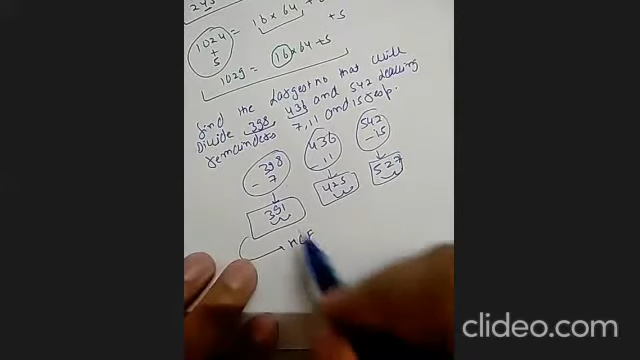 243
1024 = 16 × 64 +
+
5
+5
1029 = 16 × 64 +5
find the Largest no that will
Divide 398, 436 and 542 leaving
remainders 7, 11 and 15 resp.
398 436 542
- 7 - 11 - 15
391 425 527
HCF
clideo.com